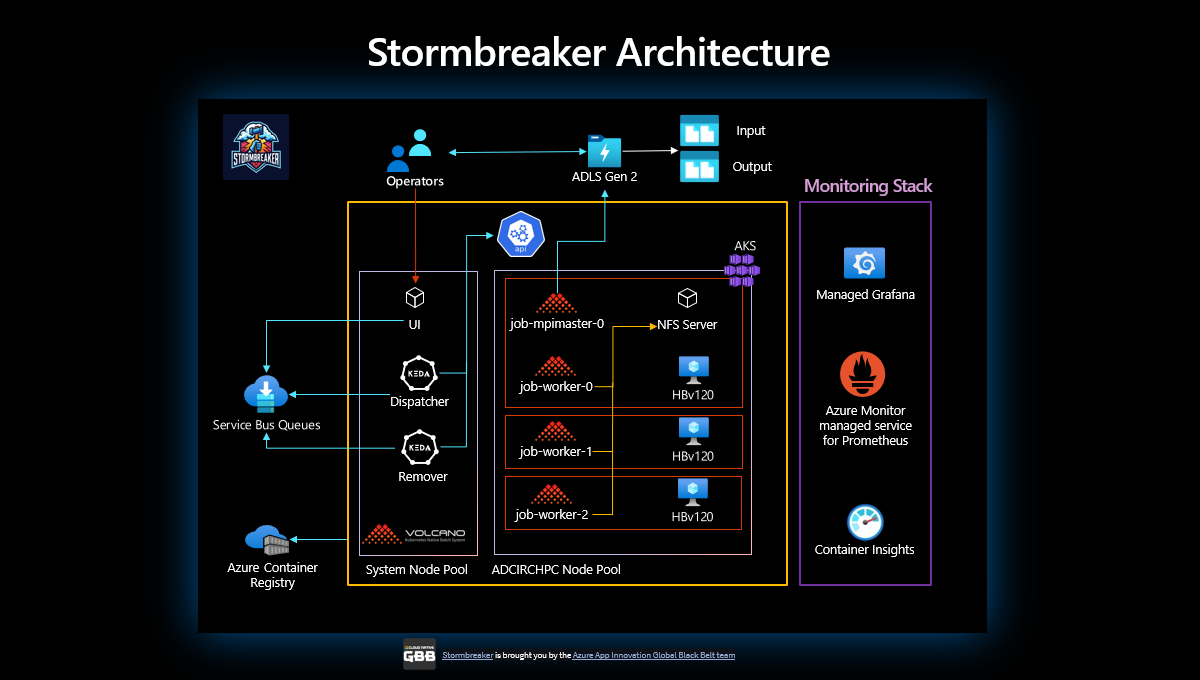 Stormbreaker Architecture
STORMBREAKER
Operators
ADLS Gen 2
Input
Output
Monitoring Stack
api
AKS
UI
job-mpimaster-0
NFS Server
Managed Grafana
KEDA
Dispatcher
job-worker-0
HBv120
Service Bus Queues
Azure Monitor
managed service
for Prometheus
KEDA
Remover
job-worker-1
HBv120
job-worker-2
HBv120
VOLCANO
Kubernetes Native Batch System
Container Insights
Azure Container
Registry
System Node Pool
ADCIRCHPC Node Pool
CLOUD NATIVE
GBB
Stormbreaker is brought you by the Azure App Innovation Global Black Belt team